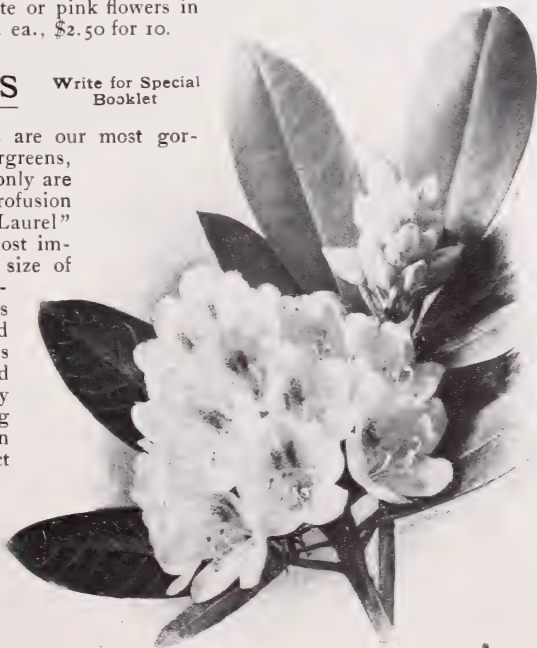 te or pink flowers in
ea., $2.50 for 10.
S Write for Special
Booklet
are our most gor-
rgreens,
only are
rofusion
Laurel"
ost im-
size of
-
s
d
s
d
y
g
n
ct